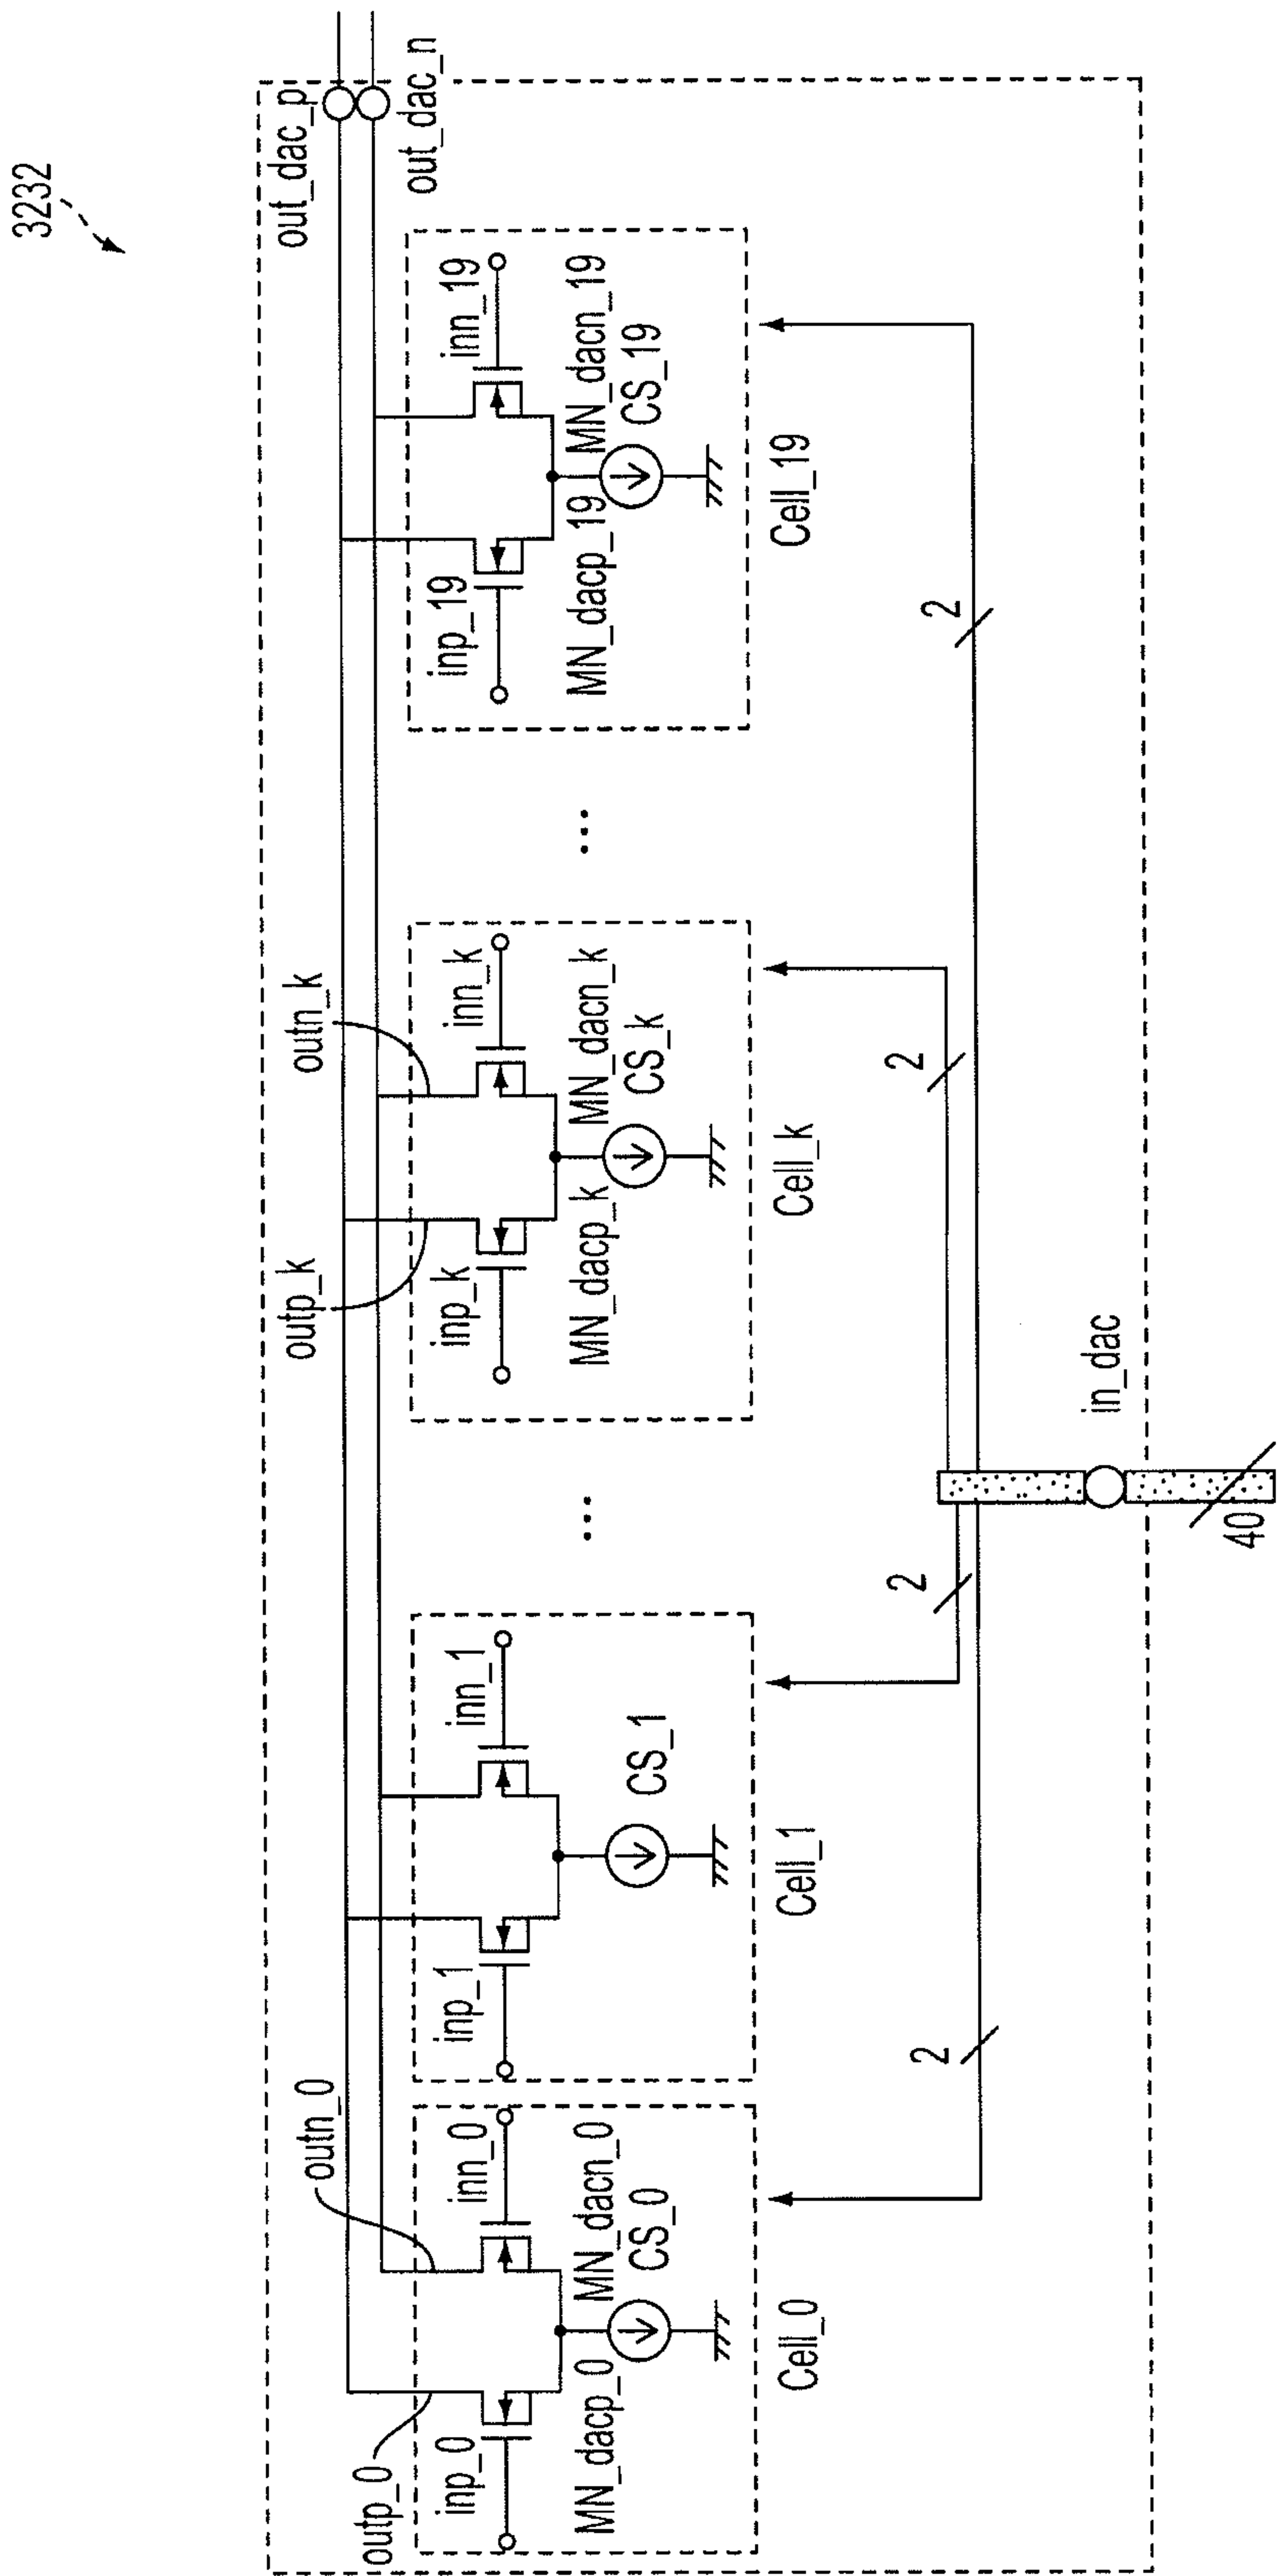 3232
out_dac_p
out_dac_n
outp_0
outn_0
outp_k
outn_k
inp_0
inn_0
MN_dacp_0
MN_dacn_0
CS_0
Cell_0
inp_1
inn_1
CS_1
Cell_1
...
inp_k
inn_k
MN_dacp_k
MN_dacn_k
CS_k
Cell_k
...
inp_19
inn_19
MN_dacp_19
MN_dacn_19
CS_19
Cell_19
2
2
2
2
in_dac
40